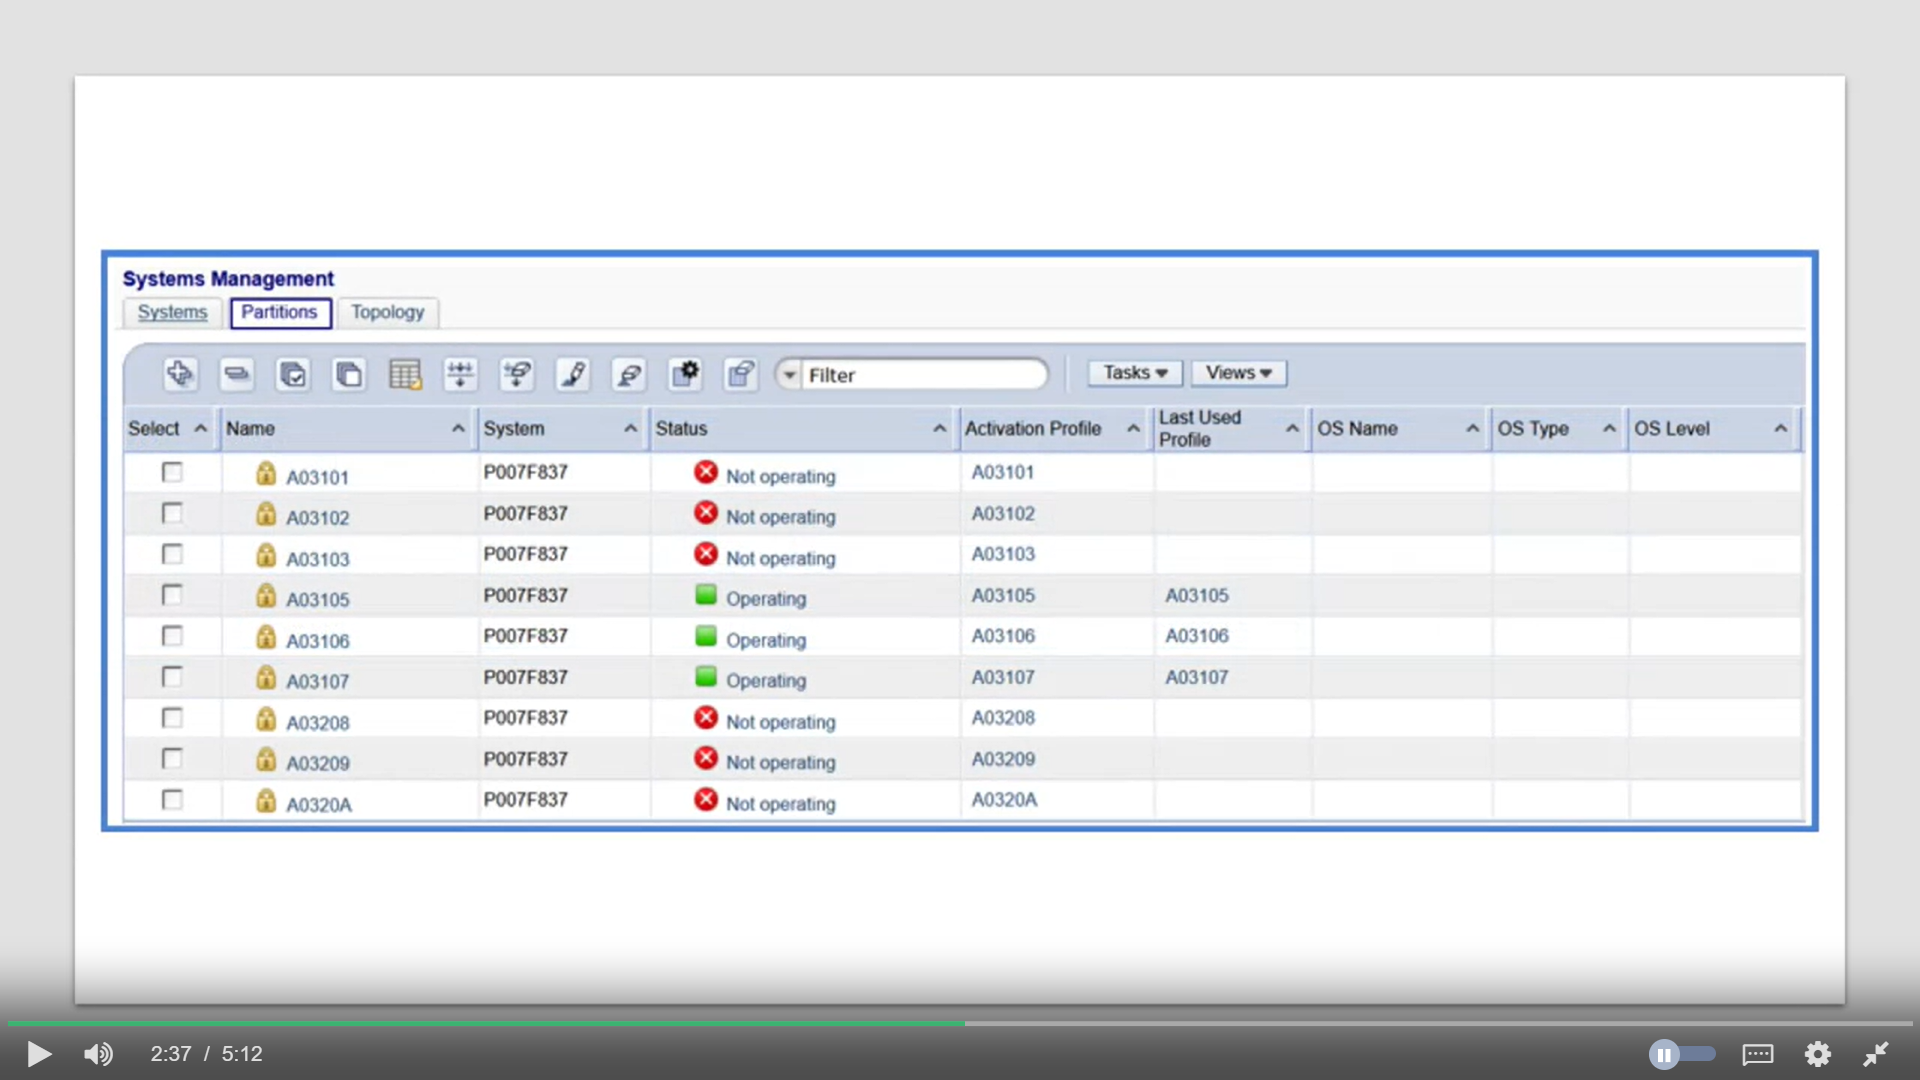 Systems Management
Systems Partitions Topology
Filter Tasks Views
Select Name System Status Activation Profile Last Used Profile OS Name OS Type OS Level
A03101 P007F837 Not operating A03101
A03102 P007F837 Not operating A03102
A03103 P007F837 Not operating A03103
A03105 P007F837 Operating A03105 A03105
A03106 P007F837 Operating A03106 A03106
A03107 P007F837 Operating A03107 A03107
A03208 P007F837 Not operating A03208
A03209 P007F837 Not operating A03209
A0320A P007F837 Not operating A0320A
2:37 / 5:12